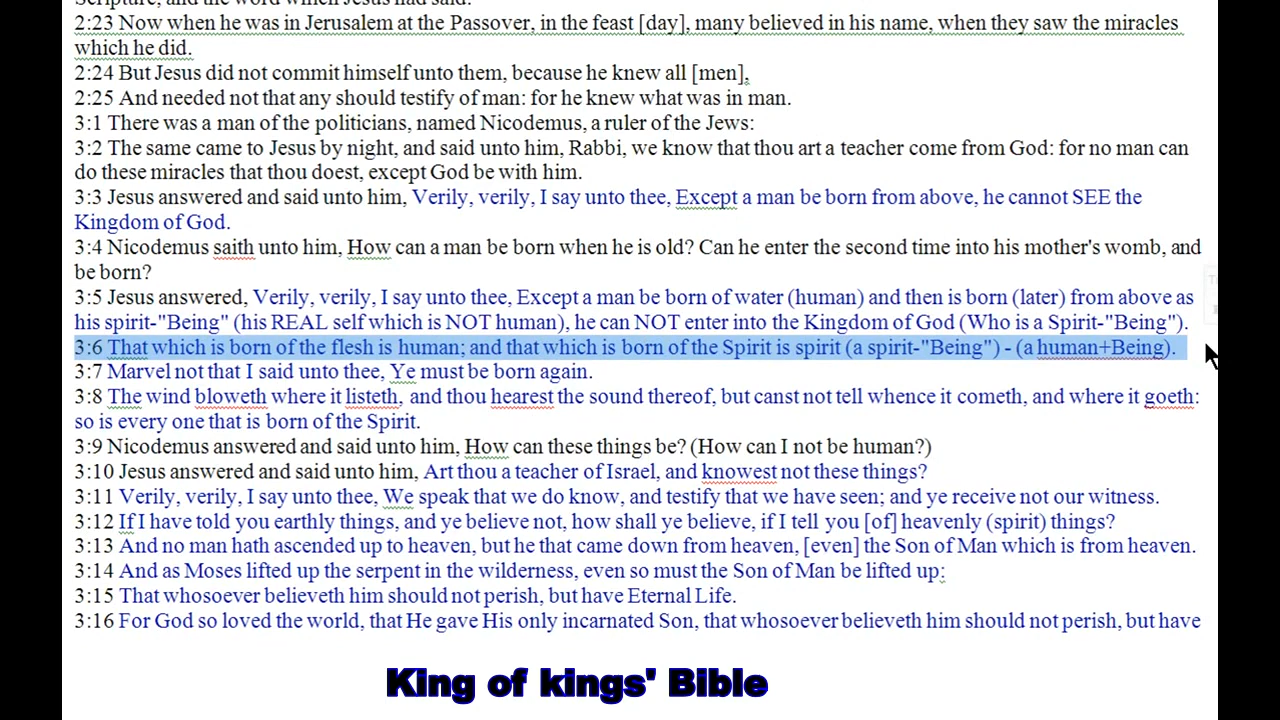 Scripture, and the word which Jesus had said.
2:23 Now when he was in Jerusalem at the Passover, in the feast [day], many believed in his name, when they saw the miracles
which he did.
2:24 But Jesus did not commit himself unto them, because he knew all [men],
2:25 And needed not that any should testify of man: for he knew what was in man.
3:1 There was a man of the politicians, named Nicodemus, a ruler of the Jews:
3:2 The same came to Jesus by night, and said unto him, Rabbi, we know that thou art a teacher come from God: for no man can
do these miracles that thou doest, except God be with him.
3:3 Jesus answered and said unto him, Verily, verily, I say unto thee, Except a man be born from above, he cannot SEE the
Kingdom of God.
3:4 Nicodemus saith unto him, How can a man be born when he is old? Can he enter the second time into his mother's womb, and
be born?
3:5 Jesus answered, Verily, verily, I say unto thee, Except a man be born of water (human) and then is born (later) from above as
his spirit-"Being" (his REAL self which is NOT human), he can NOT enter into the Kingdom of God (Who is a Spirit-"Being").
3:6 That which is born of the flesh is human; and that which is born of the Spirit is spirit (a spirit-"Being") - (a human+Being).
3:7 Marvel not that I said unto thee, Ye must be born again.
3:8 The wind bloweth where it listeth, and thou hearest the sound thereof, but canst not tell whence it cometh, and where it goeth:
so is every one that is born of the Spirit.
3:9 Nicodemus answered and said unto him, How can these things be? (How can I not be human?)
3:10 Jesus answered and said unto him, Art thou a teacher of Israel, and knowest not these things?
3:11 Verily, verily, I say unto thee, We speak that we do know, and testify that we have seen; and ye receive not our witness.
3:12 If I have told you earthly things, and ye believe not, how shall ye believe, if I tell you [of] heavenly (spirit) things?
3:13 And no man hath ascended up to heaven, but he that came down from heaven, [even] the Son of Man which is from heaven.
3:14 And as Moses lifted up the serpent in the wilderness, even so must the Son of Man be lifted up:
3:15 That whosoever believeth him should not perish, but have Eternal Life.
3:16 For God so loved the world, that He gave His only incarnated Son, that whosoever believeth him should not perish, but have
King of kings' Bible